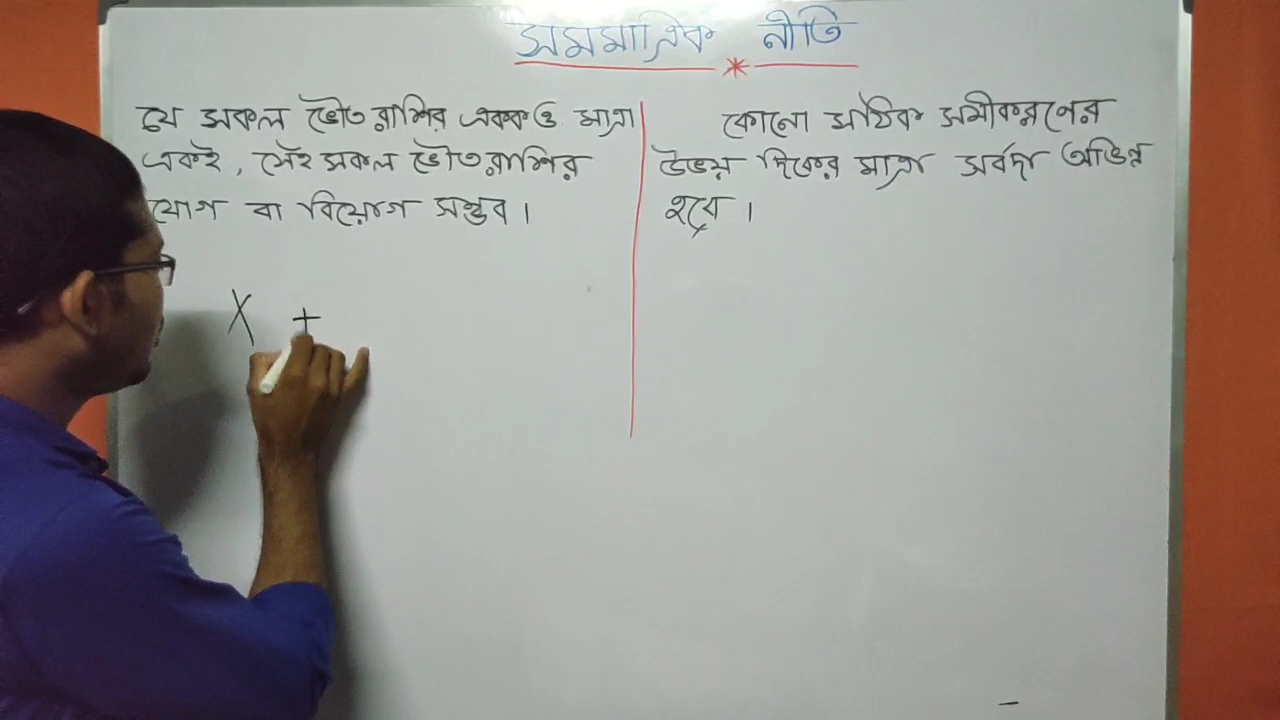 সমমাত্রিক * নীতি
যে সকল ভৌত রাশির একক ও মাত্রা
একই, সেই সকল ভৌত রাশির
যোগ বা বিয়োগ সম্ভব।
X +
কোনো সঠিক সমীকরণের
উভয় দিকের মাত্রা সর্বদা অভিন্ন
হবে।